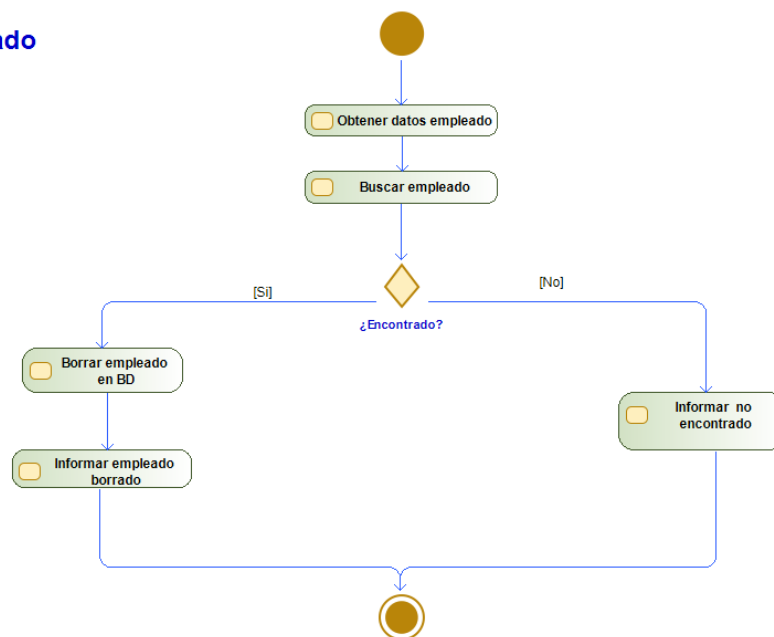 ado
Obtener datos empleado
Buscar empleado
[Si]
[No]
¿Encontrado?
Borrar empleado
en BD
Informar no
encontrado
Informar empleado
borrado